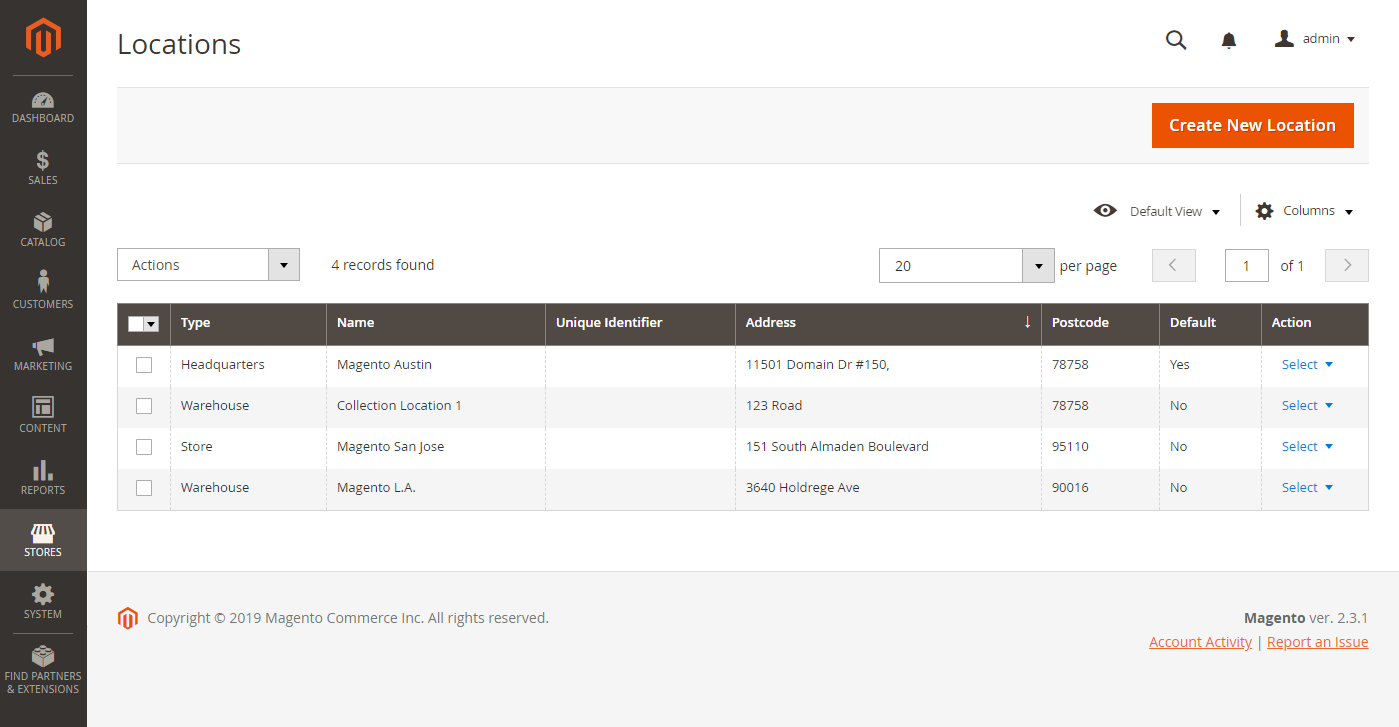 Locations
admin
DASHBOARD
SALES
CATALOG
CUSTOMERS
MARKETING
CONTENT
REPORTS
STORES
SYSTEM
FIND PARTNERS
& EXTENSIONS
Create New Location
Default View
Columns
Actions
4 records found
20
per page
1
of 1
Type Name Unique Identifier Address ↓ Postcode Default Action
Headquarters Magento Austin 11501 Domain Dr #150, 78758 Yes Select
Warehouse Collection Location 1 123 Road 78758 No Select
Store Magento San Jose 151 South Almaden Boulevard 95110 No Select
Warehouse Magento L.A. 3640 Holdrege Ave 90016 No Select
Copyright © 2019 Magento Commerce Inc. All rights reserved.
Magento ver. 2.3.1
Account Activity | Report an Issue